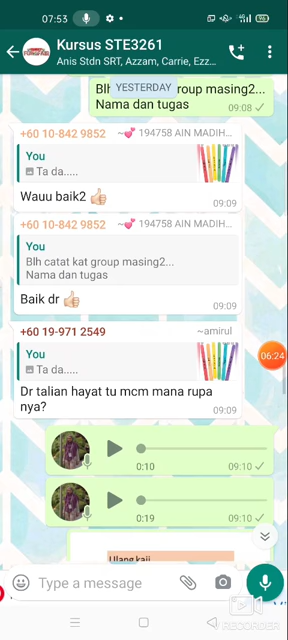 07:53
Kursus STE3261
Anis Stdn SRT, Azzam, Carrie, Ezz...
YESTERDAY
Blh roup masing2...
Nama dan tugas
09:08
+60 10-842 9852 ~💕 194758 AIN MADIH...
You
Ta da.....
Wauu baik2 👍🏻
09:09
+60 10-842 9852 ~💕 194758 AIN MADIH...
You
Blh catat kat group masing2...
Nama dan tugas
Baik dr 👍🏻
09:09
+60 19-971 2549 ~amirul
You
Ta da.....
Dr talian hayat tu mcm mana rupa
nya?
09:09
06:24
0:10 09:10
0:19 09:10
Ulang kaji
Type a message
RECORDER